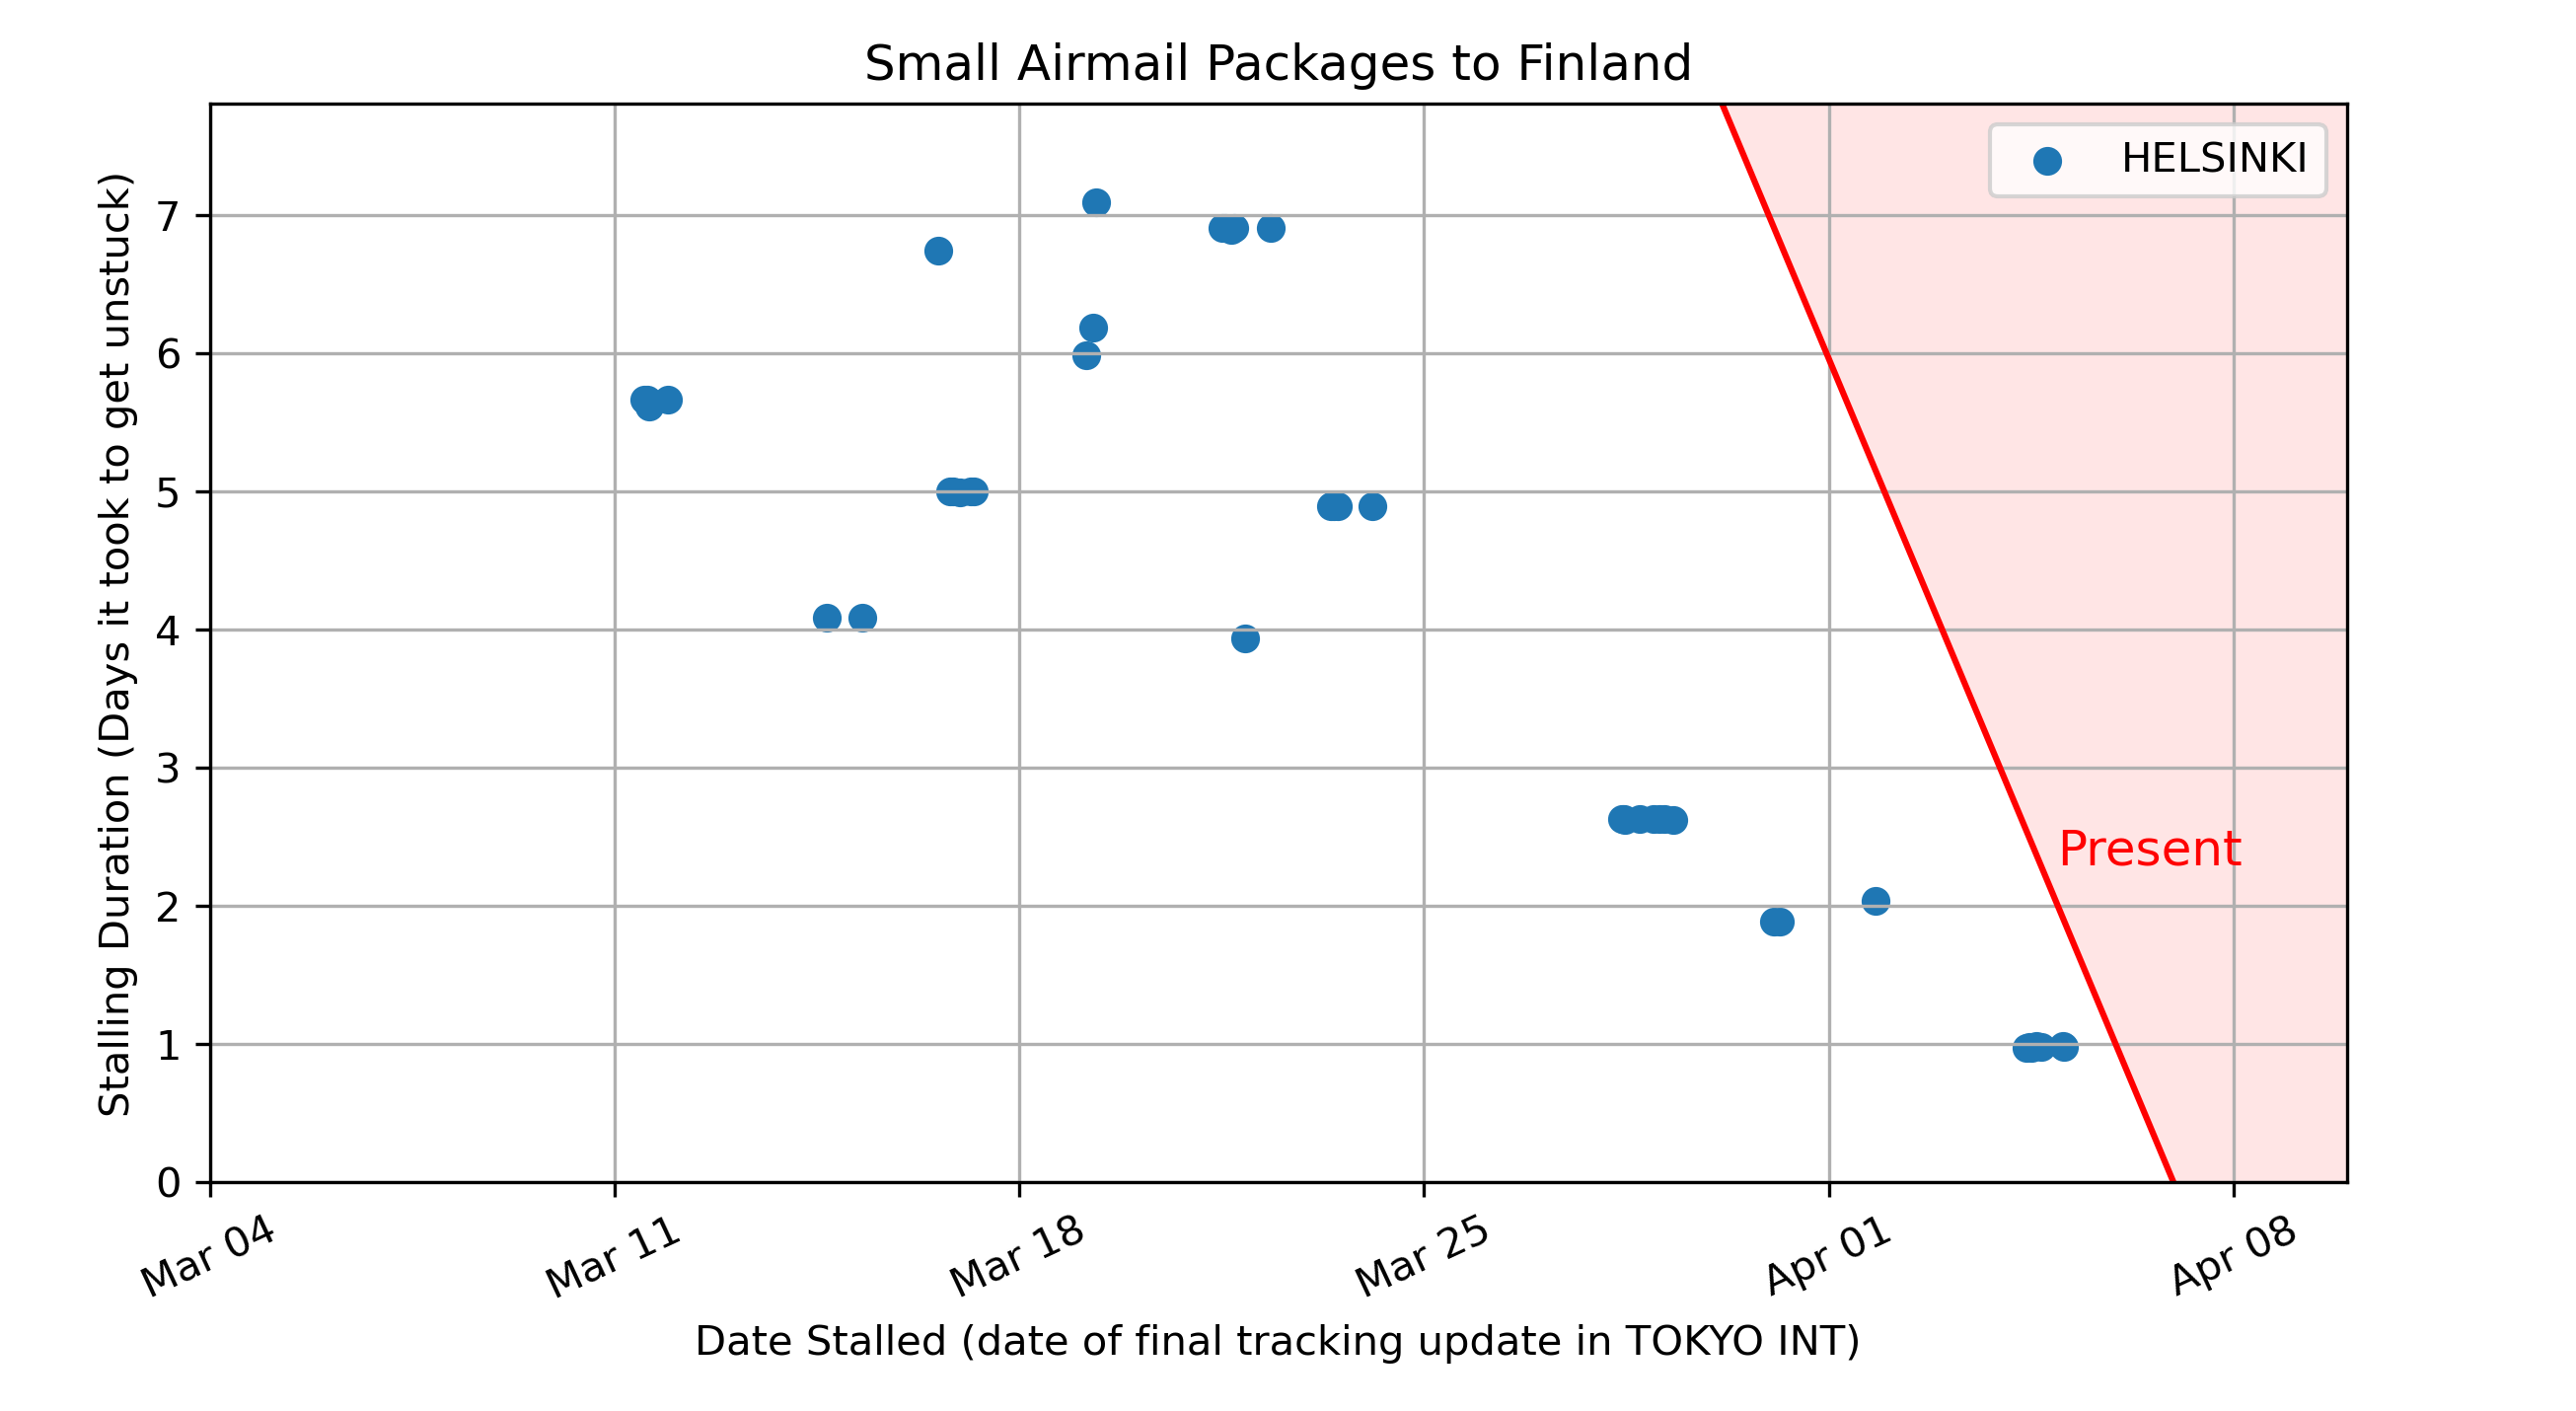 Small Airmail Packages to Finland
HELSINKI
Stalling Duration (Days it took to get unstuck)
7
6
5
4
3
2
1
0
Present
Mar 04
Mar 11
Mar 18
Mar 25
Apr 01
Apr 08
Date Stalled (date of final tracking update in TOKYO INT)